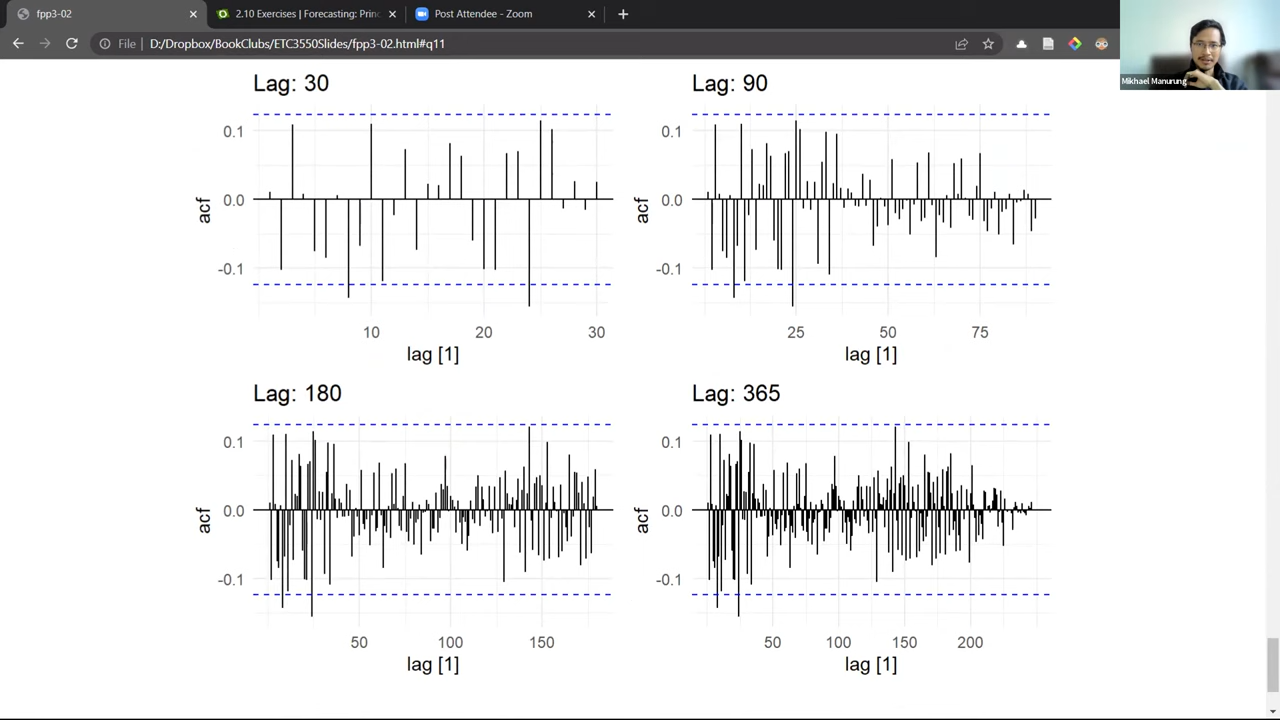 fpp3-02
2.10 Exercises | Forecasting: Princ
Post Attendee - Zoom
File
D:/Dropbox/BookClubs/ETC3550Slides/fpp3-02.html#q11
Mikhael Manurung
Lag: 30
0.1
0.0
-0.1
acf
10
20
30
lag [1]
Lag: 90
0.1
0.0
-0.1
acf
25
50
75
lag [1]
Lag: 180
0.1
0.0
-0.1
acf
50
100
150
lag [1]
Lag: 365
0.1
0.0
-0.1
acf
50
100
150
200
lag [1]